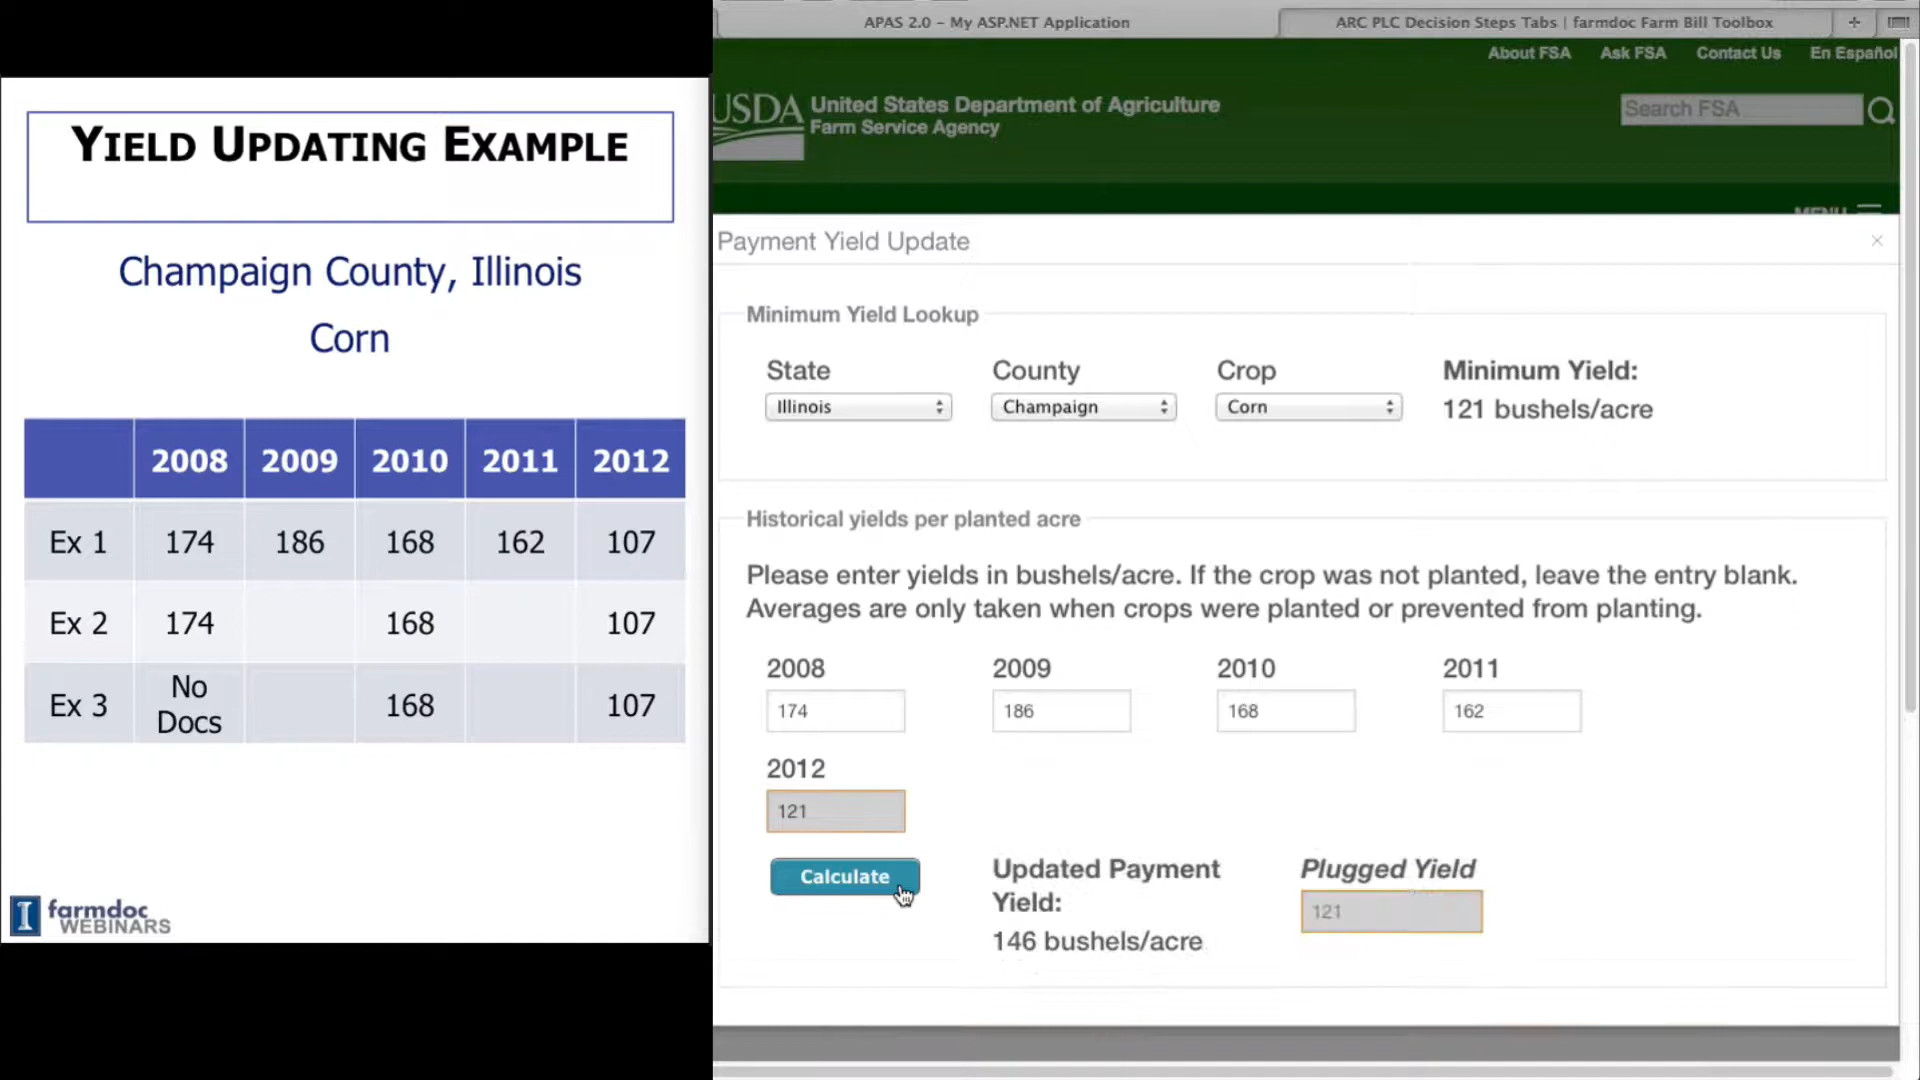 YIELD UPDATING EXAMPLE
Champaign County, Illinois
Corn
2008 2009 2010 2011 2012
Ex 1 174 186 168 162 107
Ex 2 174 168 107
Ex 3 No Docs 168 107
I farmdoc
WEBINARS
APAS 2.0 – My ASP.NET Application
ARC PLC Decision Steps Tabs | farmdoc Farm Bill Toolbox
+
About FSA Ask FSA Contact Us En Español
USDA United States Department of Agriculture
Farm Service Agency
Search FSA
MENU
Payment Yield Update ×
Minimum Yield Lookup
State County Crop Minimum Yield:
Illinois Champaign Corn 121 bushels/acre
Historical yields per planted acre
Please enter yields in bushels/acre. If the crop was not planted, leave the entry blank.
Averages are only taken when crops were planted or prevented from planting.
2008 2009 2010 2011
174 186 168 162
2012
121
Calculate
Updated Payment
Yield:
146 bushels/acre
Plugged Yield
121